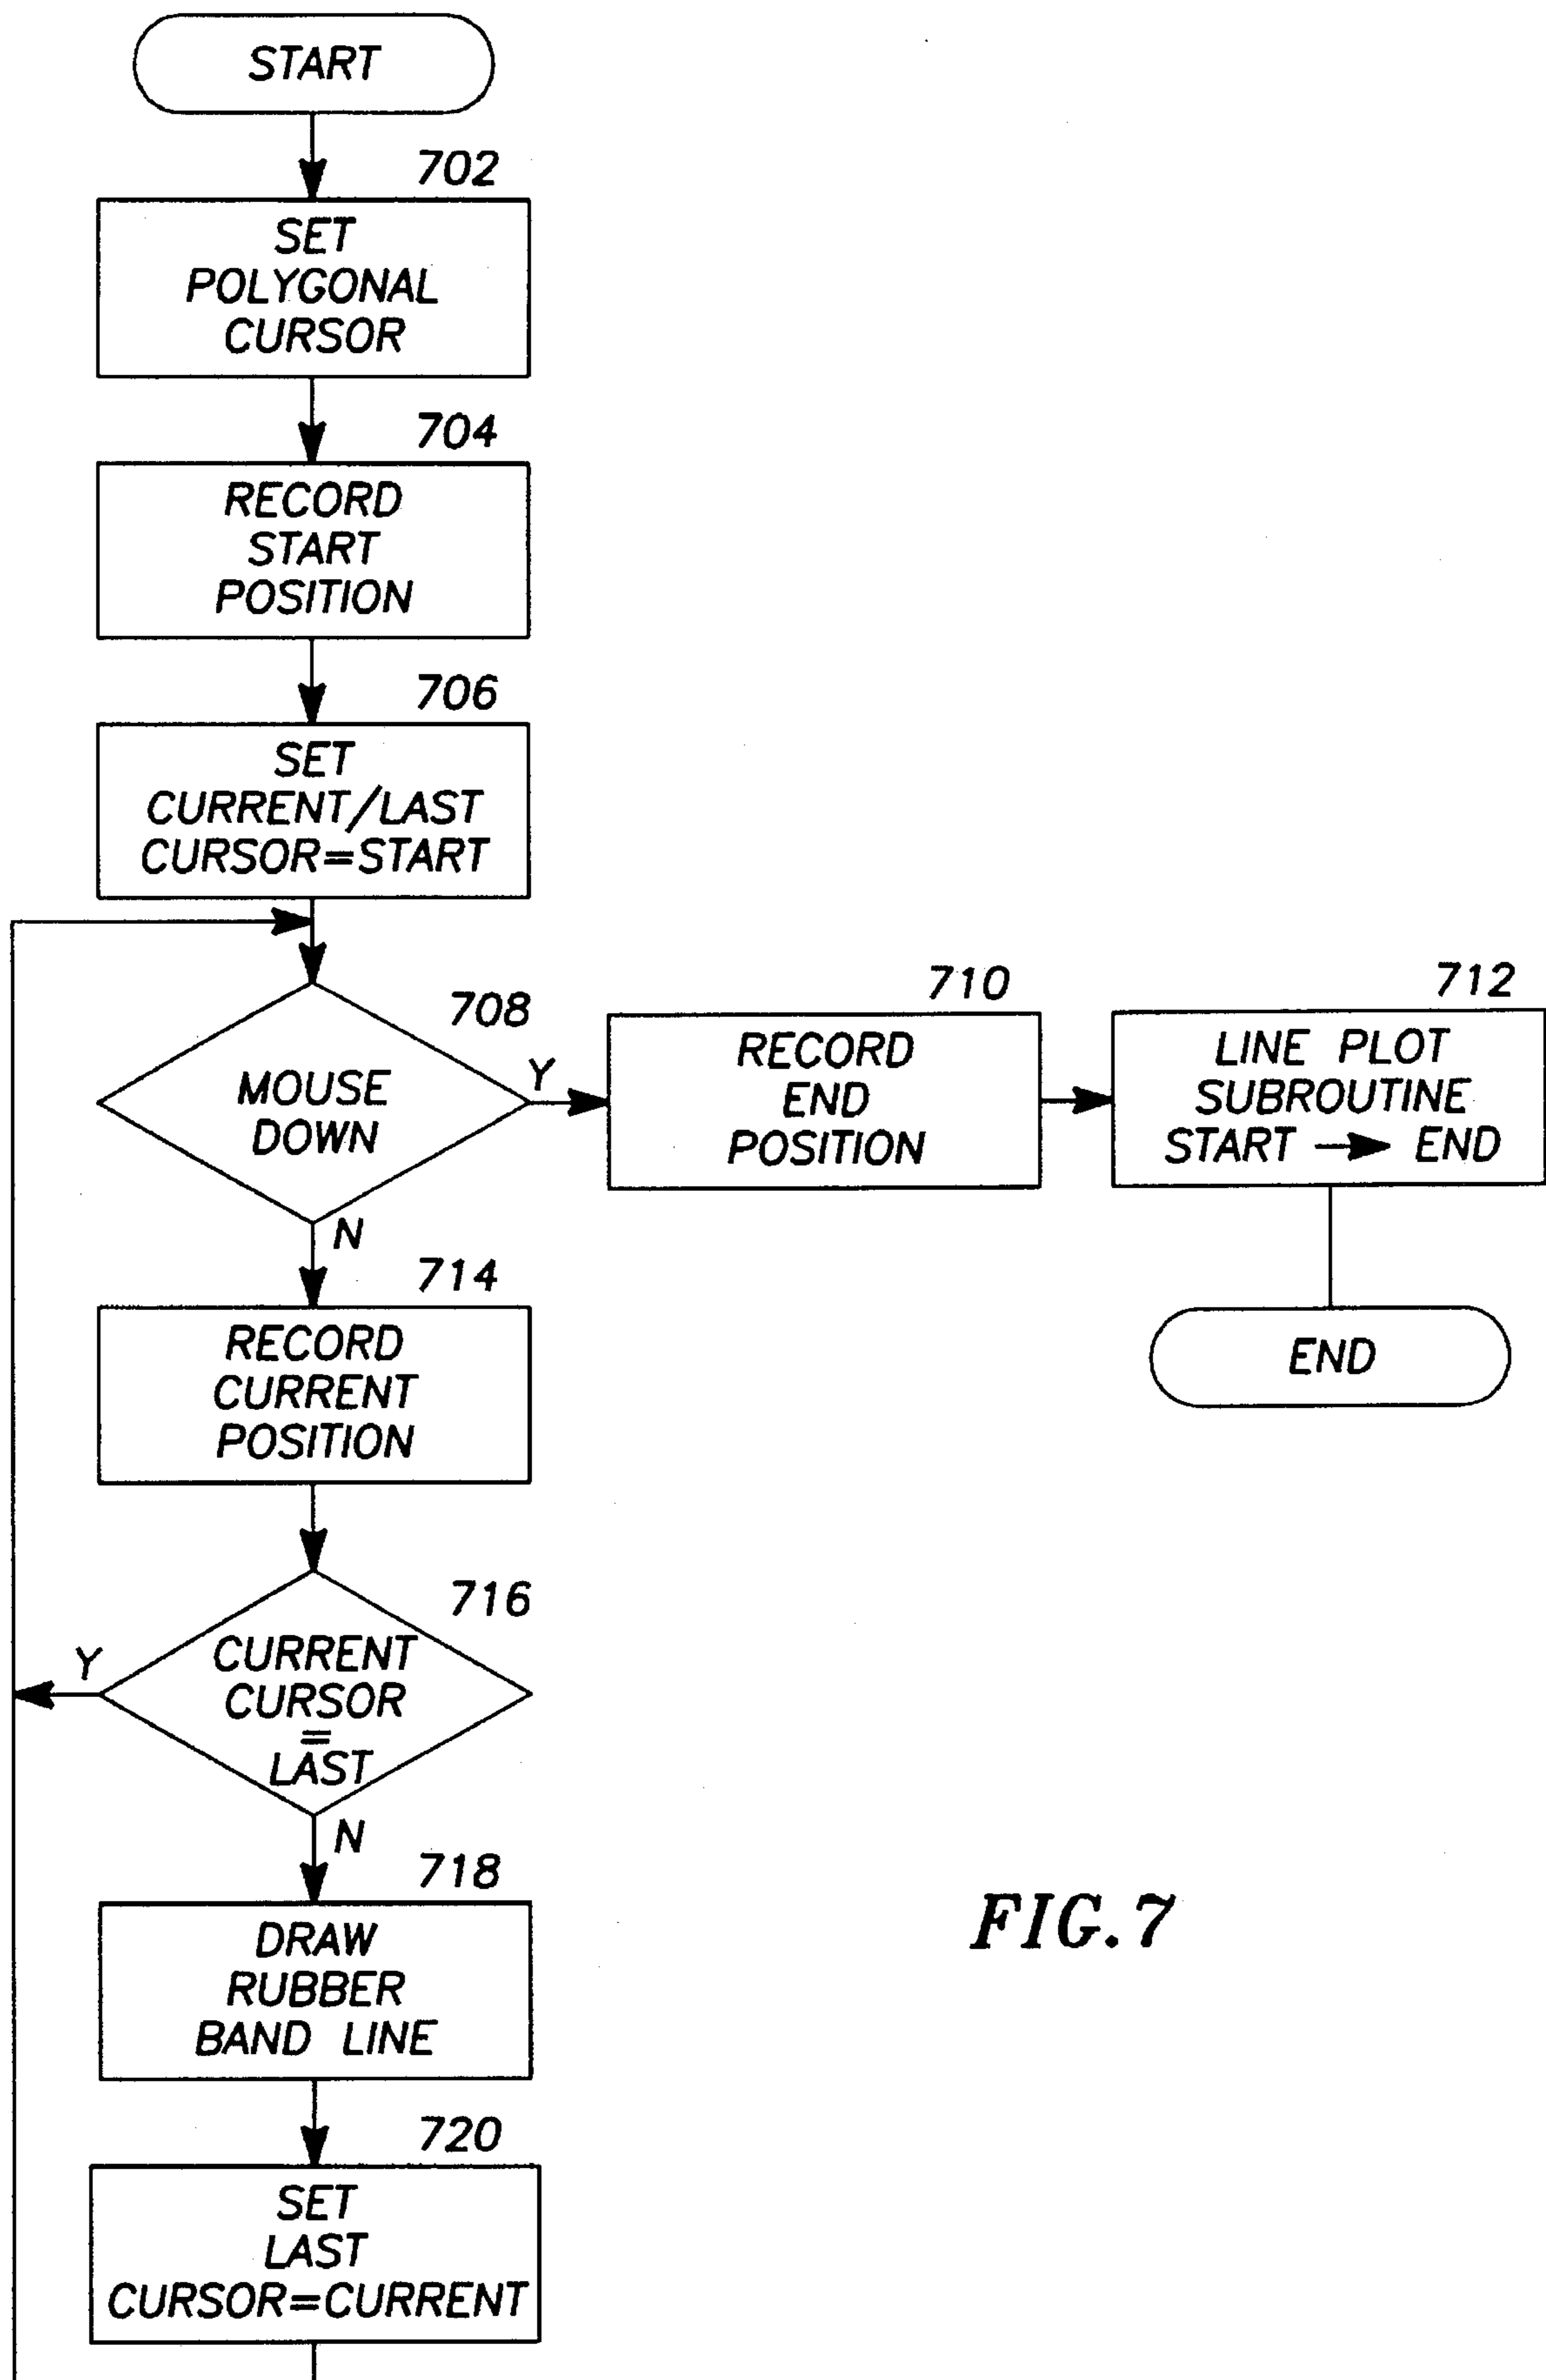 START
702
SET
POLYGONAL
CURSOR
704
RECORD
START
POSITION
706
SET
CURRENT/LAST
CURSOR=START
708
MOUSE
DOWN
Y
N
710
RECORD
END
POSITION
712
LINE PLOT
SUBROUTINE
START → END
END
714
RECORD
CURRENT
POSITION
716
CURRENT
CURSOR
=
LAST
Y
N
718
DRAW
RUBBER
BAND LINE
720
SET
LAST
CURSOR=CURRENT
FIG. 7